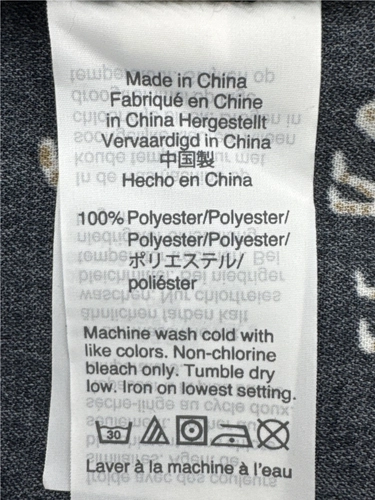 Made in China
Fabriqué en Chine
in China Hergestellt
Vervaardigd in China
中国製
Hecho en China
100% Polyester/Polyester/
Polyester/Polyester/
ポリエステル/
poliéster
Machine wash cold with
like colors. Non-chlorine
bleach only. Tumble dry
low. Iron on lowest setting.
30
Laver à la machine à l'eau